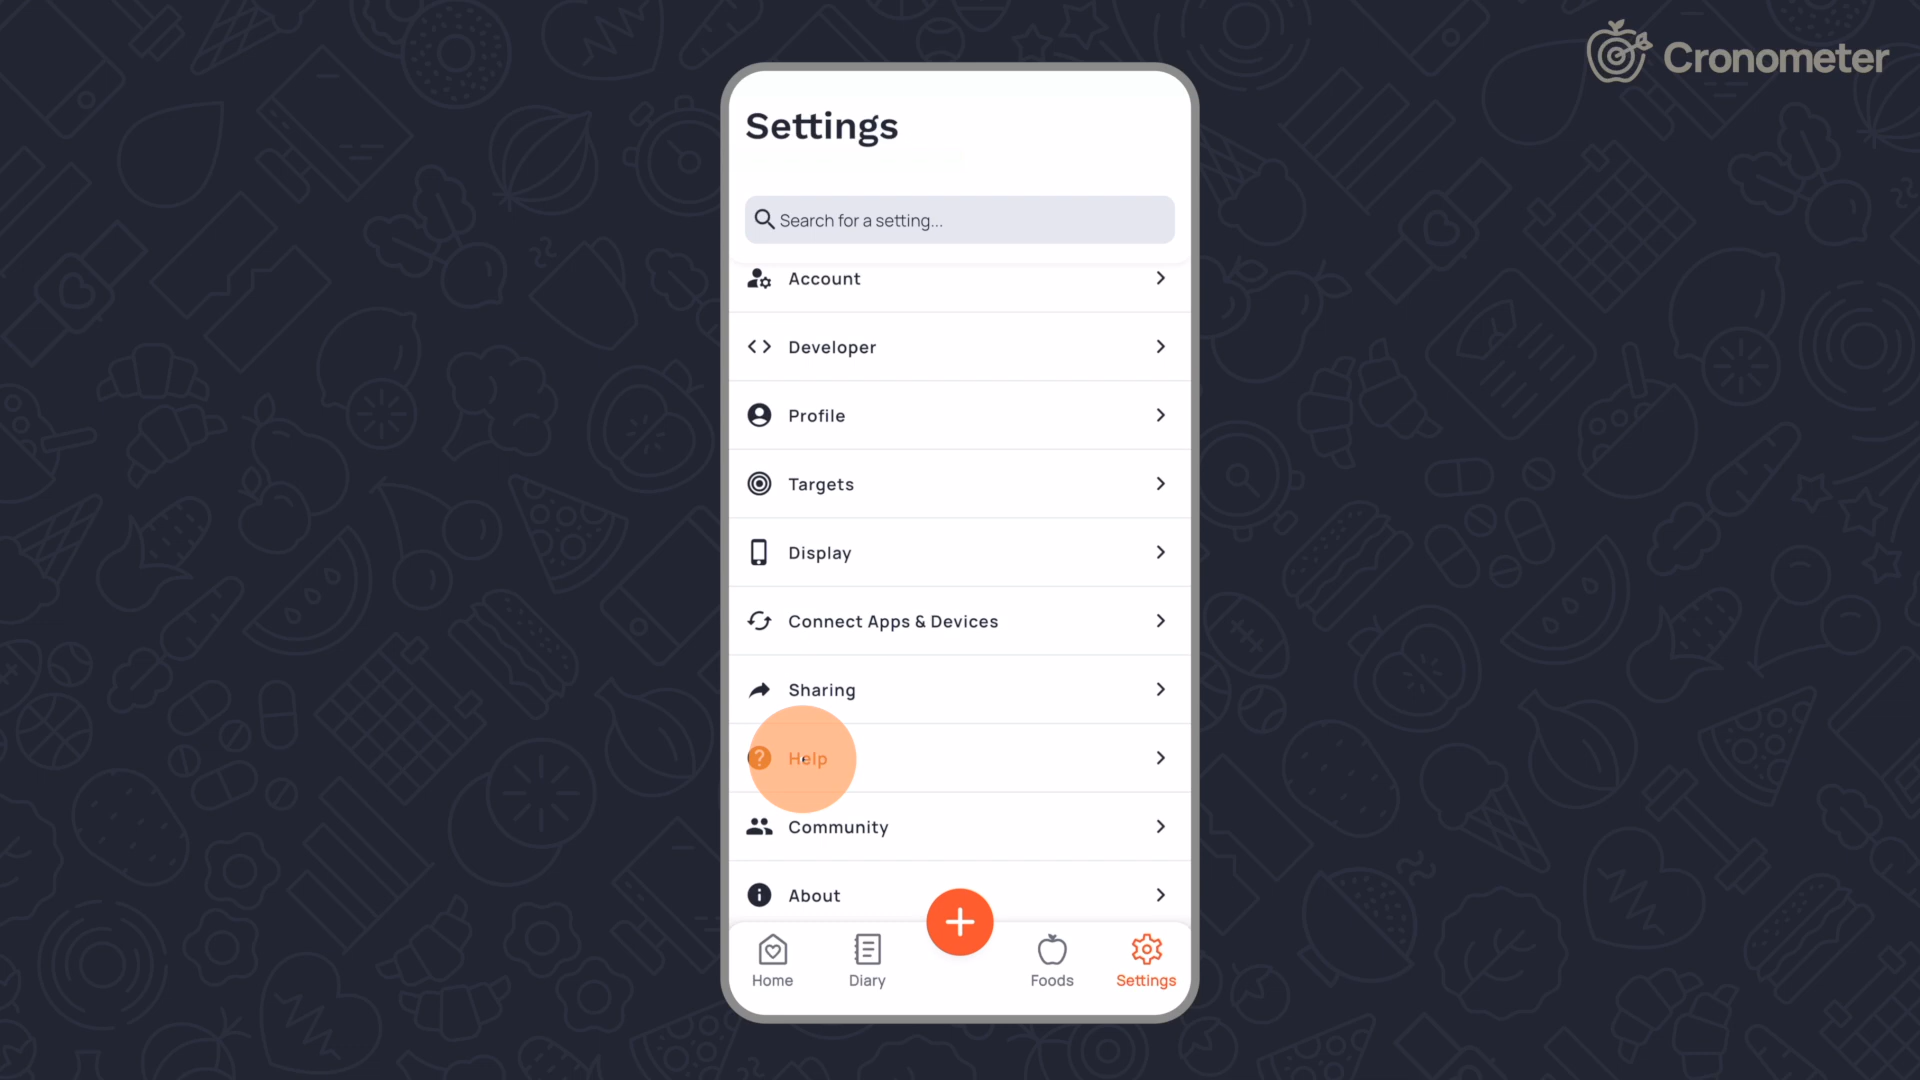 Cronometer
Settings
Search for a setting...
Account
Developer
Profile
Targets
Display
Connect Apps & Devices
Sharing
Help
Community
About
Home
Diary
Foods
Settings